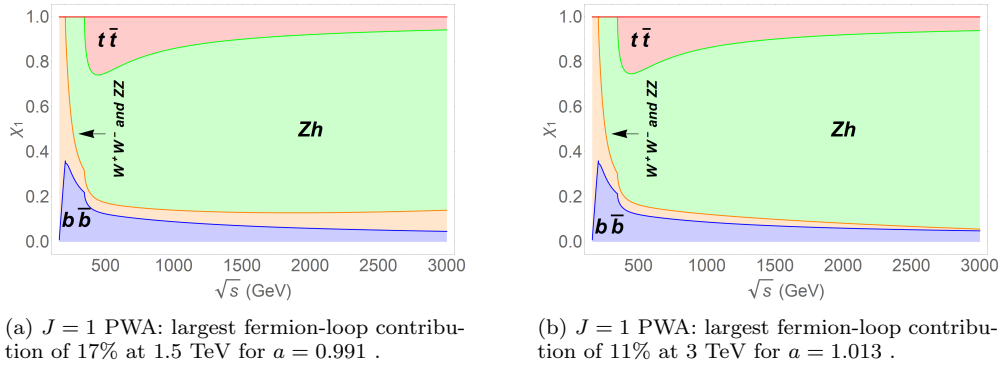 1.0
0.8
0.6
0.4
0.2
0.0
χ1
t t̄
W⁺W⁻ and ZZ
Zh
b b̄
500 1000 1500 2000 2500 3000
√s (GeV)
(a) J = 1 PWA: largest fermion-loop contribu-
tion of 17% at 1.5 TeV for a = 0.991 .
1.0
0.8
0.6
0.4
0.2
0.0
χ1
t t̄
W⁺W⁻ and ZZ
Zh
b b̄
500 1000 1500 2000 2500 3000
√s (GeV)
(b) J = 1 PWA: largest fermion-loop contribu-
tion of 11% at 3 TeV for a = 1.013 .